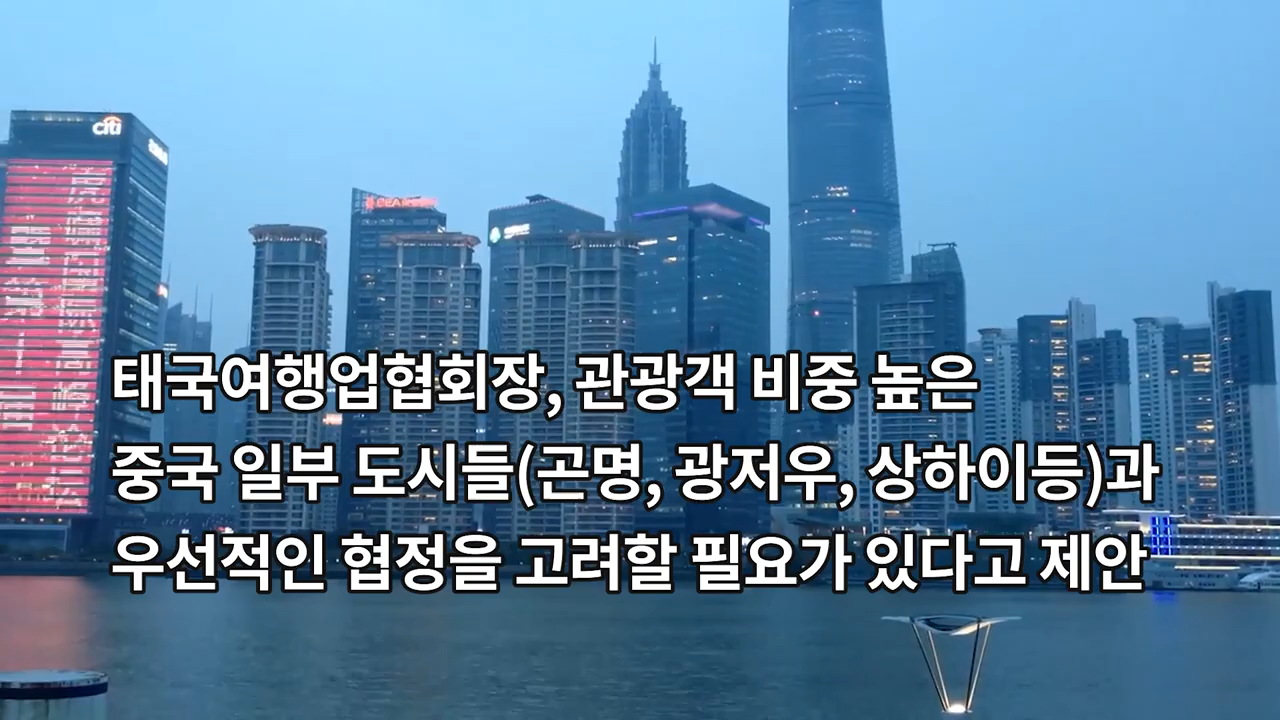 citi
태국여행업협회장, 관광객 비중 높은
중국 일부 도시들(곤명, 광저우, 상하이등)과
우선적인 협정을 고려할 필요가 있다고 제안